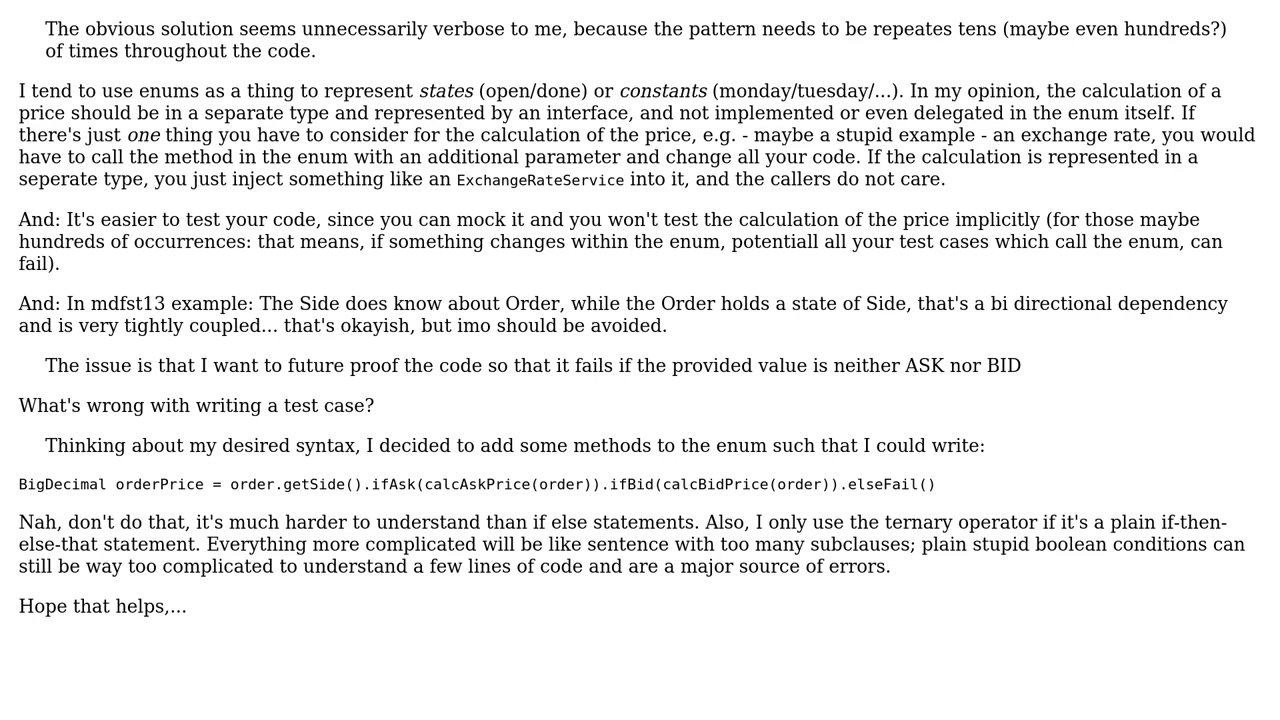 The obvious solution seems unnecessarily verbose to me, because the pattern needs to be repeates tens (maybe even hundreds?)
of times throughout the code.
I tend to use enums as a thing to represent states (open/done) or constants (monday/tuesday/...). In my opinion, the calculation of a
price should be in a separate type and represented by an interface, and not implemented or even delegated in the enum itself. If
there's just one thing you have to consider for the calculation of the price, e.g. - maybe a stupid example - an exchange rate, you would
have to call the method in the enum with an additional parameter and change all your code. If the calculation is represented in a
seperate type, you just inject something like an ExchangeRateService into it, and the callers do not care.
And: It's easier to test your code, since you can mock it and you won't test the calculation of the price implicitly (for those maybe
hundreds of occurrences: that means, if something changes within the enum, potentiall all your test cases which call the enum, can
fail).
And: In mdfst13 example: The Side does know about Order, while the Order holds a state of Side, that's a bi directional dependency
and is very tightly coupled... that's okayish, but imo should be avoided.
The issue is that I want to future proof the code so that it fails if the provided value is neither ASK nor BID
What's wrong with writing a test case?
Thinking about my desired syntax, I decided to add some methods to the enum such that I could write:
BigDecimal orderPrice = order.getSide().ifAsk(calcAskPrice(order)).ifBid(calcBidPrice(order)).elseFail()
Nah, don't do that, it's much harder to understand than if else statements. Also, I only use the ternary operator if it's a plain if-then-
else-that statement. Everything more complicated will be like sentence with too many subclauses; plain stupid boolean conditions can
still be way too complicated to understand a few lines of code and are a major source of errors.
Hope that helps,...